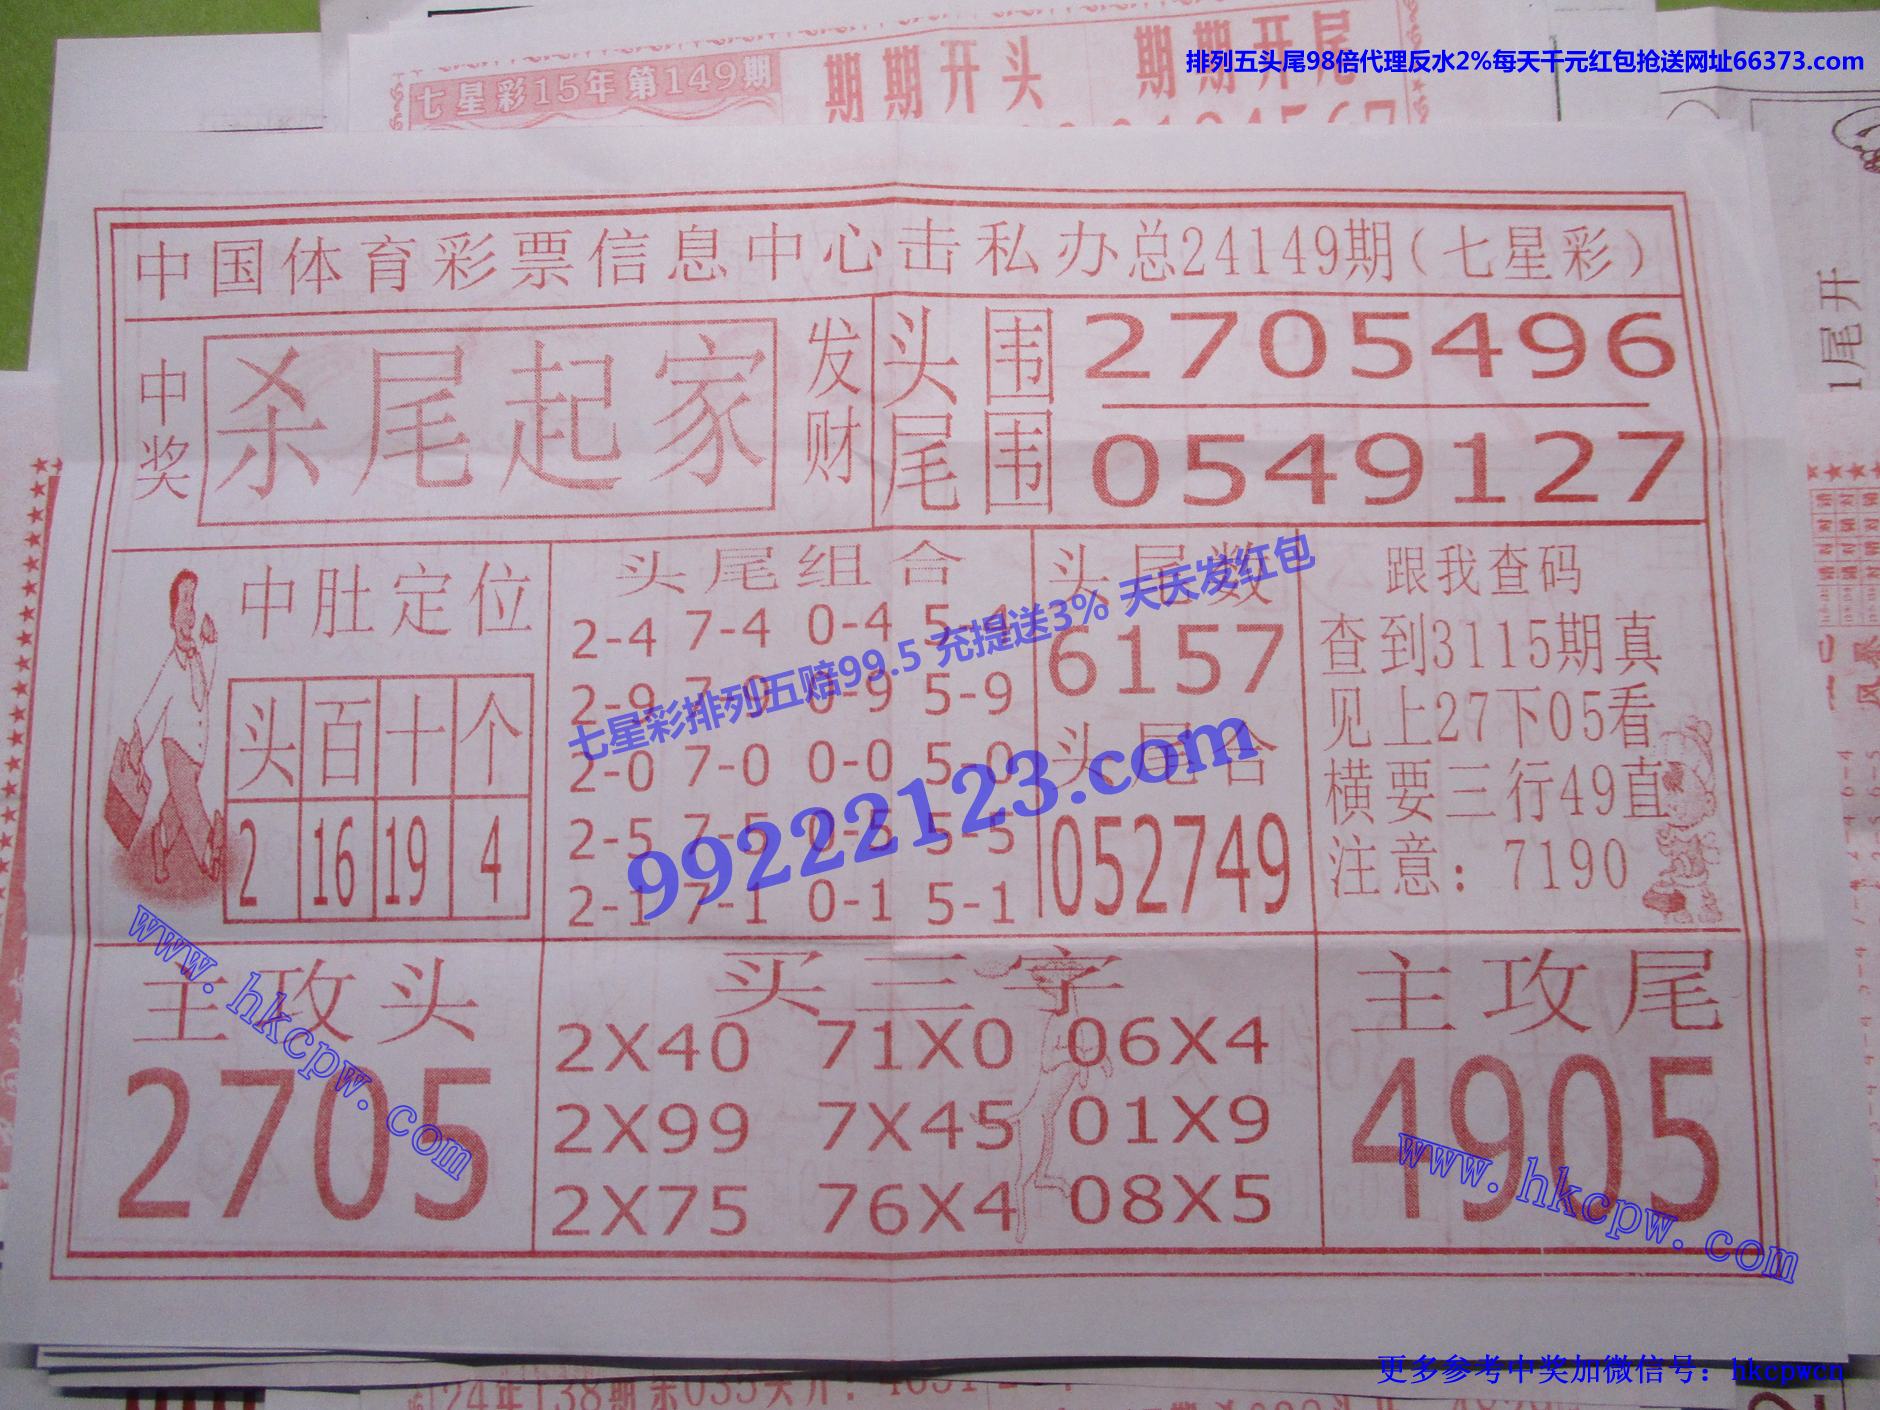 排列五头尾98倍代理反水2%每天千元红包抢送网址66373.com
七星彩15年第149期
期期开头
期期开尾
1尾开
中国体育彩票信息中心击私办总24149期(七星彩)
中奖
杀尾起家
发财
头围 2705496
尾围 0549127
中肚定位
头 百 十 个
2 16 19 4
头尾组合
2-4 7-4 0-4 5-4
2-9 7-9 0-9 5-9
2-0 7-0 0-0 5-0
2-5 7-5 0-5 5-5
2-1 7-1 0-1 5-1
头尾数
6157
头尾合
052749
跟我查码
查到3115期真
见上27下05看
横要三行49直
注意：7190
七星彩排列五赔99.5 充提送3% 天天发红包
99222123.com
主攻头
2705
买三字
2X40 71X0 06X4
2X99 7X45 01X9
2X75 76X4 08X5
主攻尾
4905
www.hkcpw.com
www.hkcpw.com
更多参考中奖加微信号：hkcpwcn